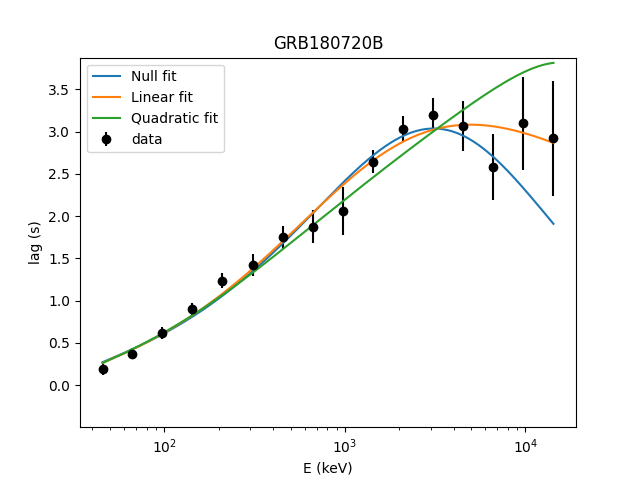 GRB180720B
Null fit
Linear fit
Quadratic fit
data
lag (s)
3.5
3.0
2.5
2.0
1.5
1.0
0.5
0.0
10² 10³ 10⁴
E (keV)